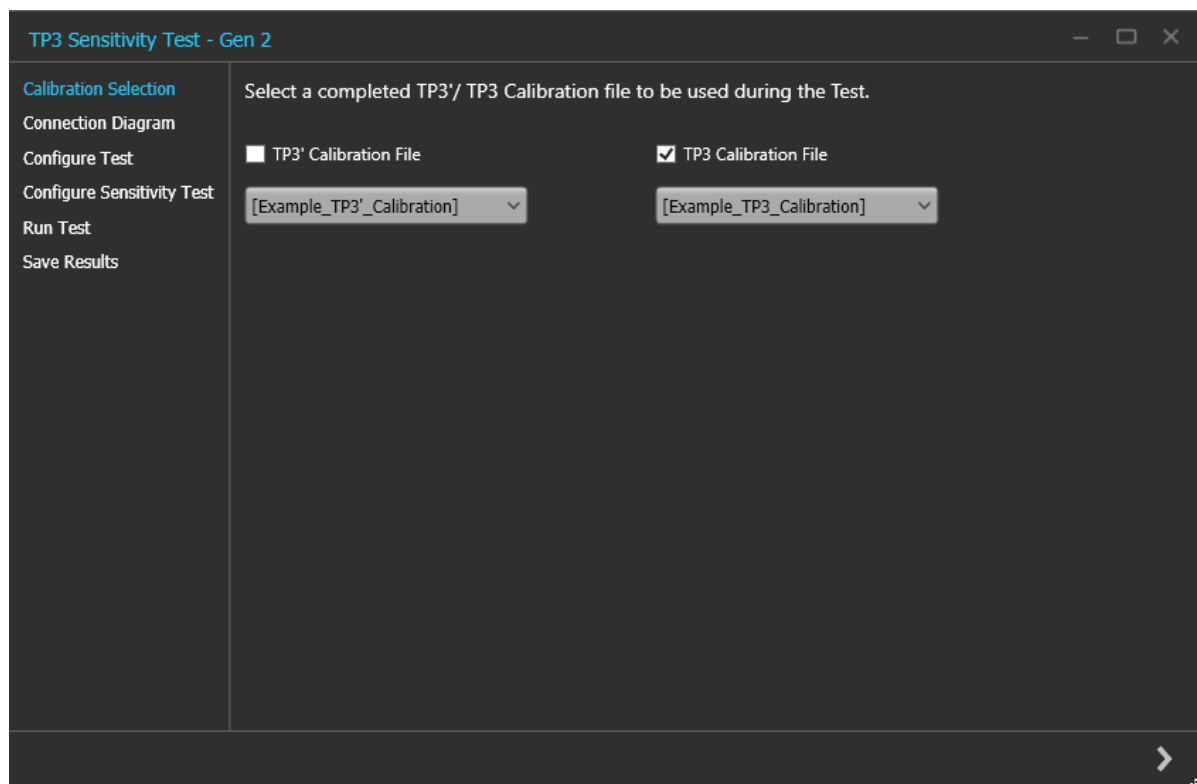 TP3 Sensitivity Test - Gen 2
Calibration Selection
Connection Diagram
Configure Test
Configure Sensitivity Test
Run Test
Save Results
Select a completed TP3'/ TP3 Calibration file to be used during the Test.
TP3' Calibration File
TP3 Calibration File
[Example_TP3'_Calibration]
[Example_TP3_Calibration]